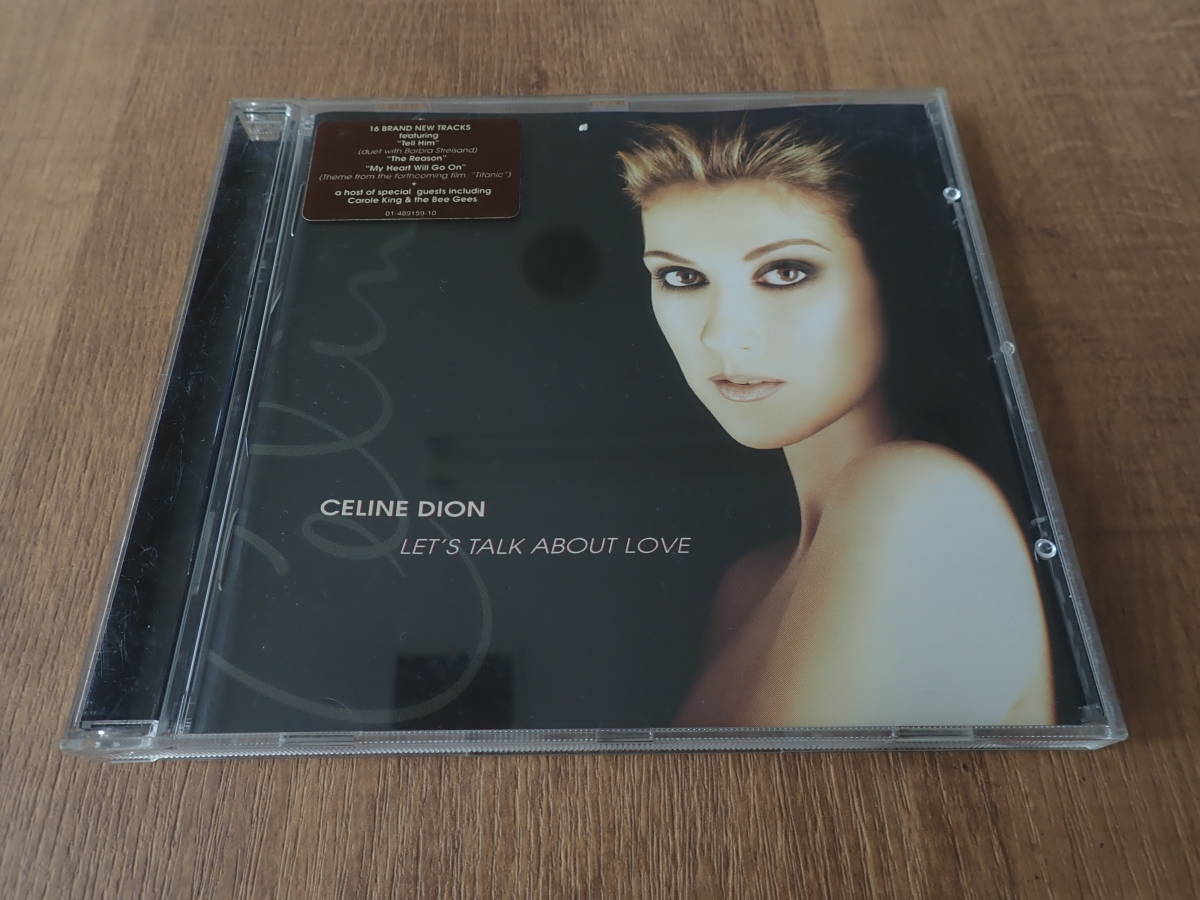 16 BRAND NEW TRACKS
featuring
"Tell Him"
(duet with Barbra Streisand)
"The Reason"
"My Heart Will Go On"
(Theme from the forthcoming film, "Titanic")
+
a host of special guests including
Carole King & the Bee Gees
01-489159-10
Celin
CELINE DION
LET'S TALK ABOUT LOVE